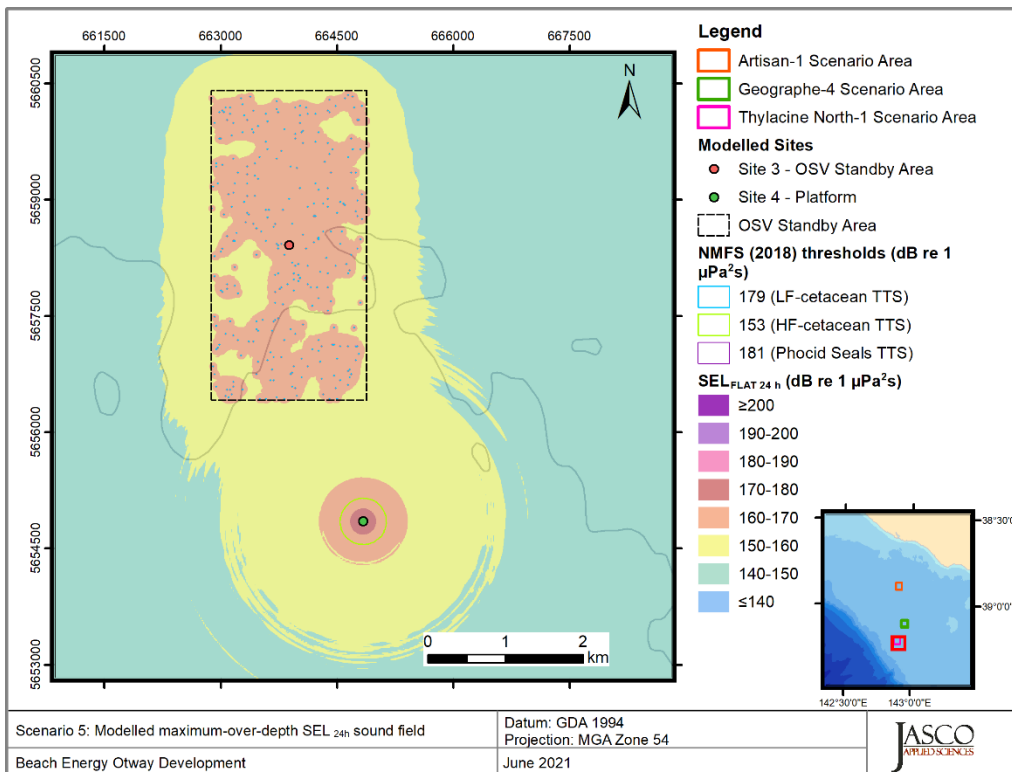 661500 663000 664500 666000 667500
5660500
5659000
5657500
5656000
5654500
5653000
N
0 1 2
km
Legend
Artisan-1 Scenario Area
Geographe-4 Scenario Area
Thylacine North-1 Scenario Area
Modelled Sites
Site 3 - OSV Standby Area
Site 4 - Platform
OSV Standby Area
NMFS (2018) thresholds (dB re 1
µPa²s)
179 (LF-cetacean TTS)
153 (HF-cetacean TTS)
181 (Phocid Seals TTS)
SEL FLAT 24 h (dB re 1 µPa²s)
≥200
190-200
180-190
170-180
160-170
150-160
140-150
≤140
38°30'
39°0'0
142°30'0"E 143°0'0"E
Scenario 5: Modelled maximum-over-depth SEL 24h sound field
Datum: GDA 1994
Projection: MGA Zone 54
Beach Energy Otway Development
June 2021
JASCO
APPLIED SCIENCES